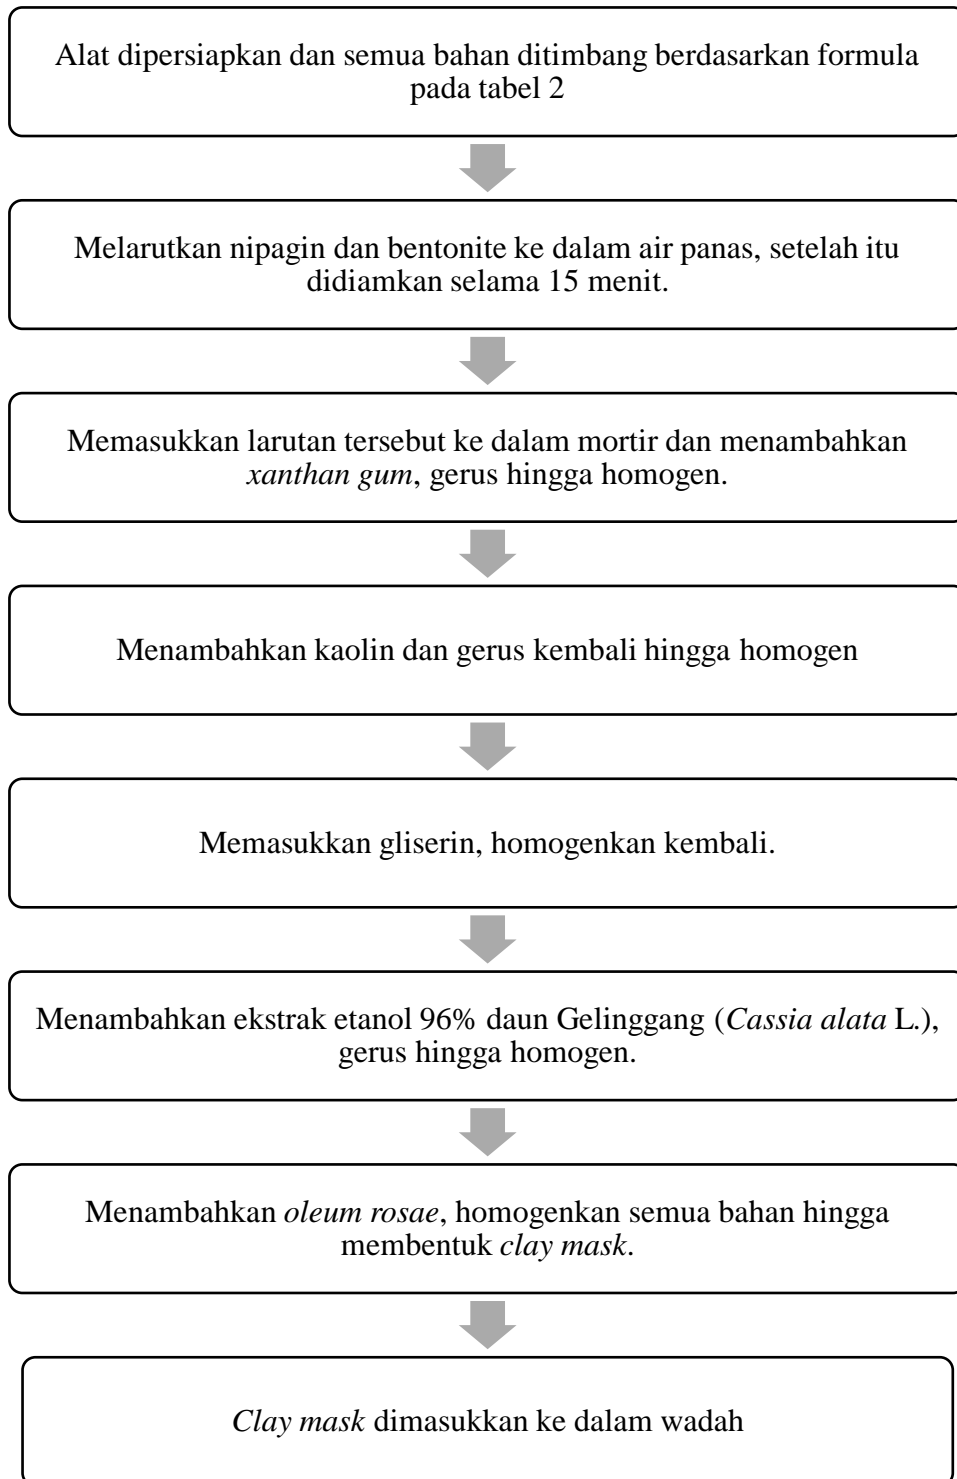 Alat dipersiapkan dan semua bahan ditimbang berdasarkan formula
pada tabel 2
Melarutkan nipagin dan bentonite ke dalam air panas, setelah itu
didiamkan selama 15 menit.
Memasukkan larutan tersebut ke dalam mortir dan menambahkan
xanthan gum, gerus hingga homogen.
Menambahkan kaolin dan gerus kembali hingga homogen
Memasukkan gliserin, homogenkan kembali.
Menambahkan ekstrak etanol 96% daun Gelinggang (Cassia alata L.),
gerus hingga homogen.
Menambahkan oleum rosae, homogenkan semua bahan hingga
membentuk clay mask.
Clay mask dimasukkan ke dalam wadah